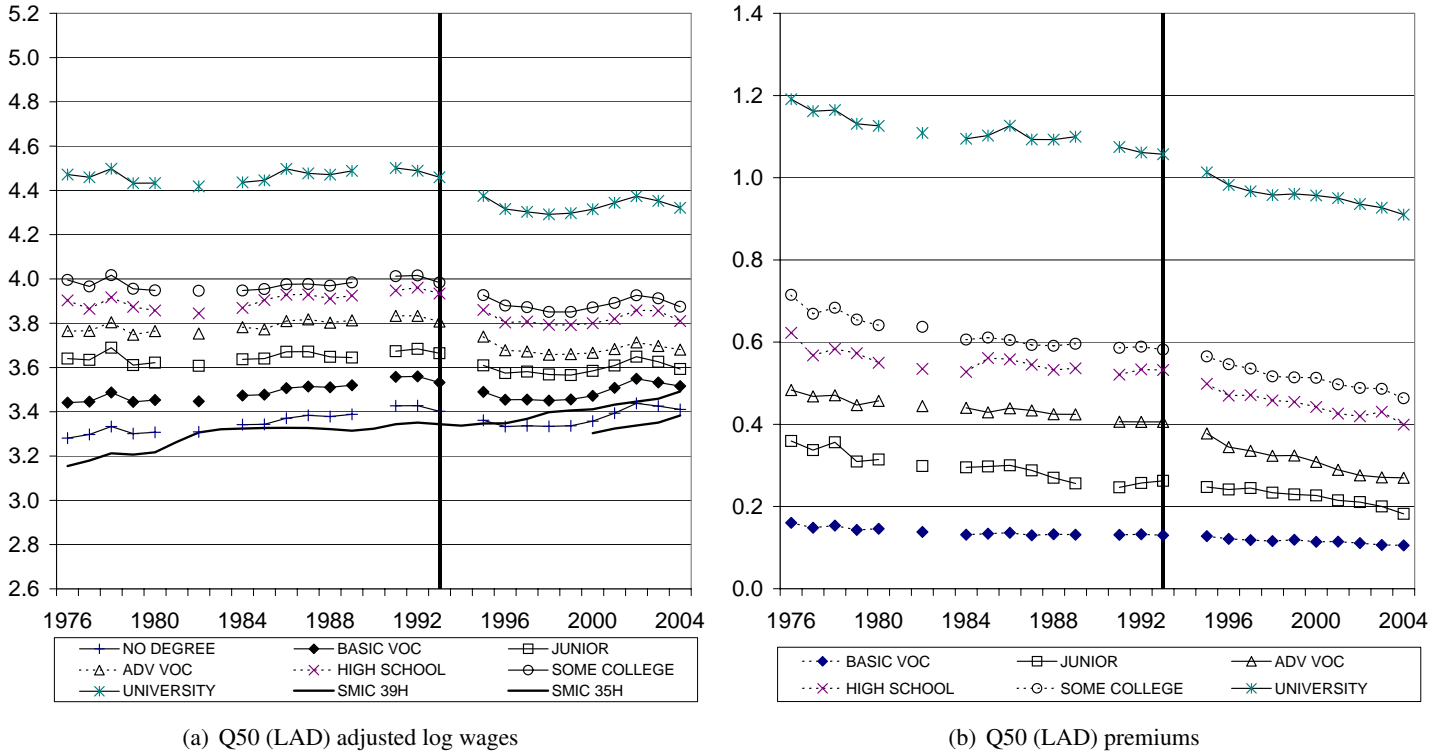 5.2
5.0
4.8
4.6
4.4
4.2
4.0
3.8
3.6
3.4
3.2
3.0
2.8
2.6
1976 1980 1984 1988 1992 1996 2000 2004
NO DEGREE BASIC VOC JUNIOR
ADV VOC HIGH SCHOOL SOME COLLEGE
UNIVERSITY SMIC 39H SMIC 35H
(a) Q50 (LAD) adjusted log wages
1.4
1.2
1.0
0.8
0.6
0.4
0.2
0.0
1976 1980 1984 1988 1992 1996 2000 2004
BASIC VOC JUNIOR ADV VOC
HIGH SCHOOL SOME COLLEGE UNIVERSITY
(b) Q50 (LAD) premiums